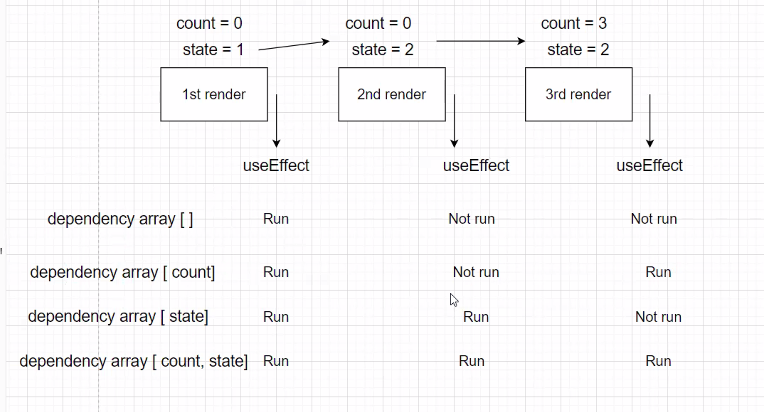 count = 0 count = 0 count = 3
state = 1 state = 2 state = 2
1st render 2nd render 3rd render
useEffect useEffect useEffect
dependency array [ ] Run Not run Not run
dependency array [ count] Run Not run Run
dependency array [ state] Run Run Not run
dependency array [ count, state] Run Run Run